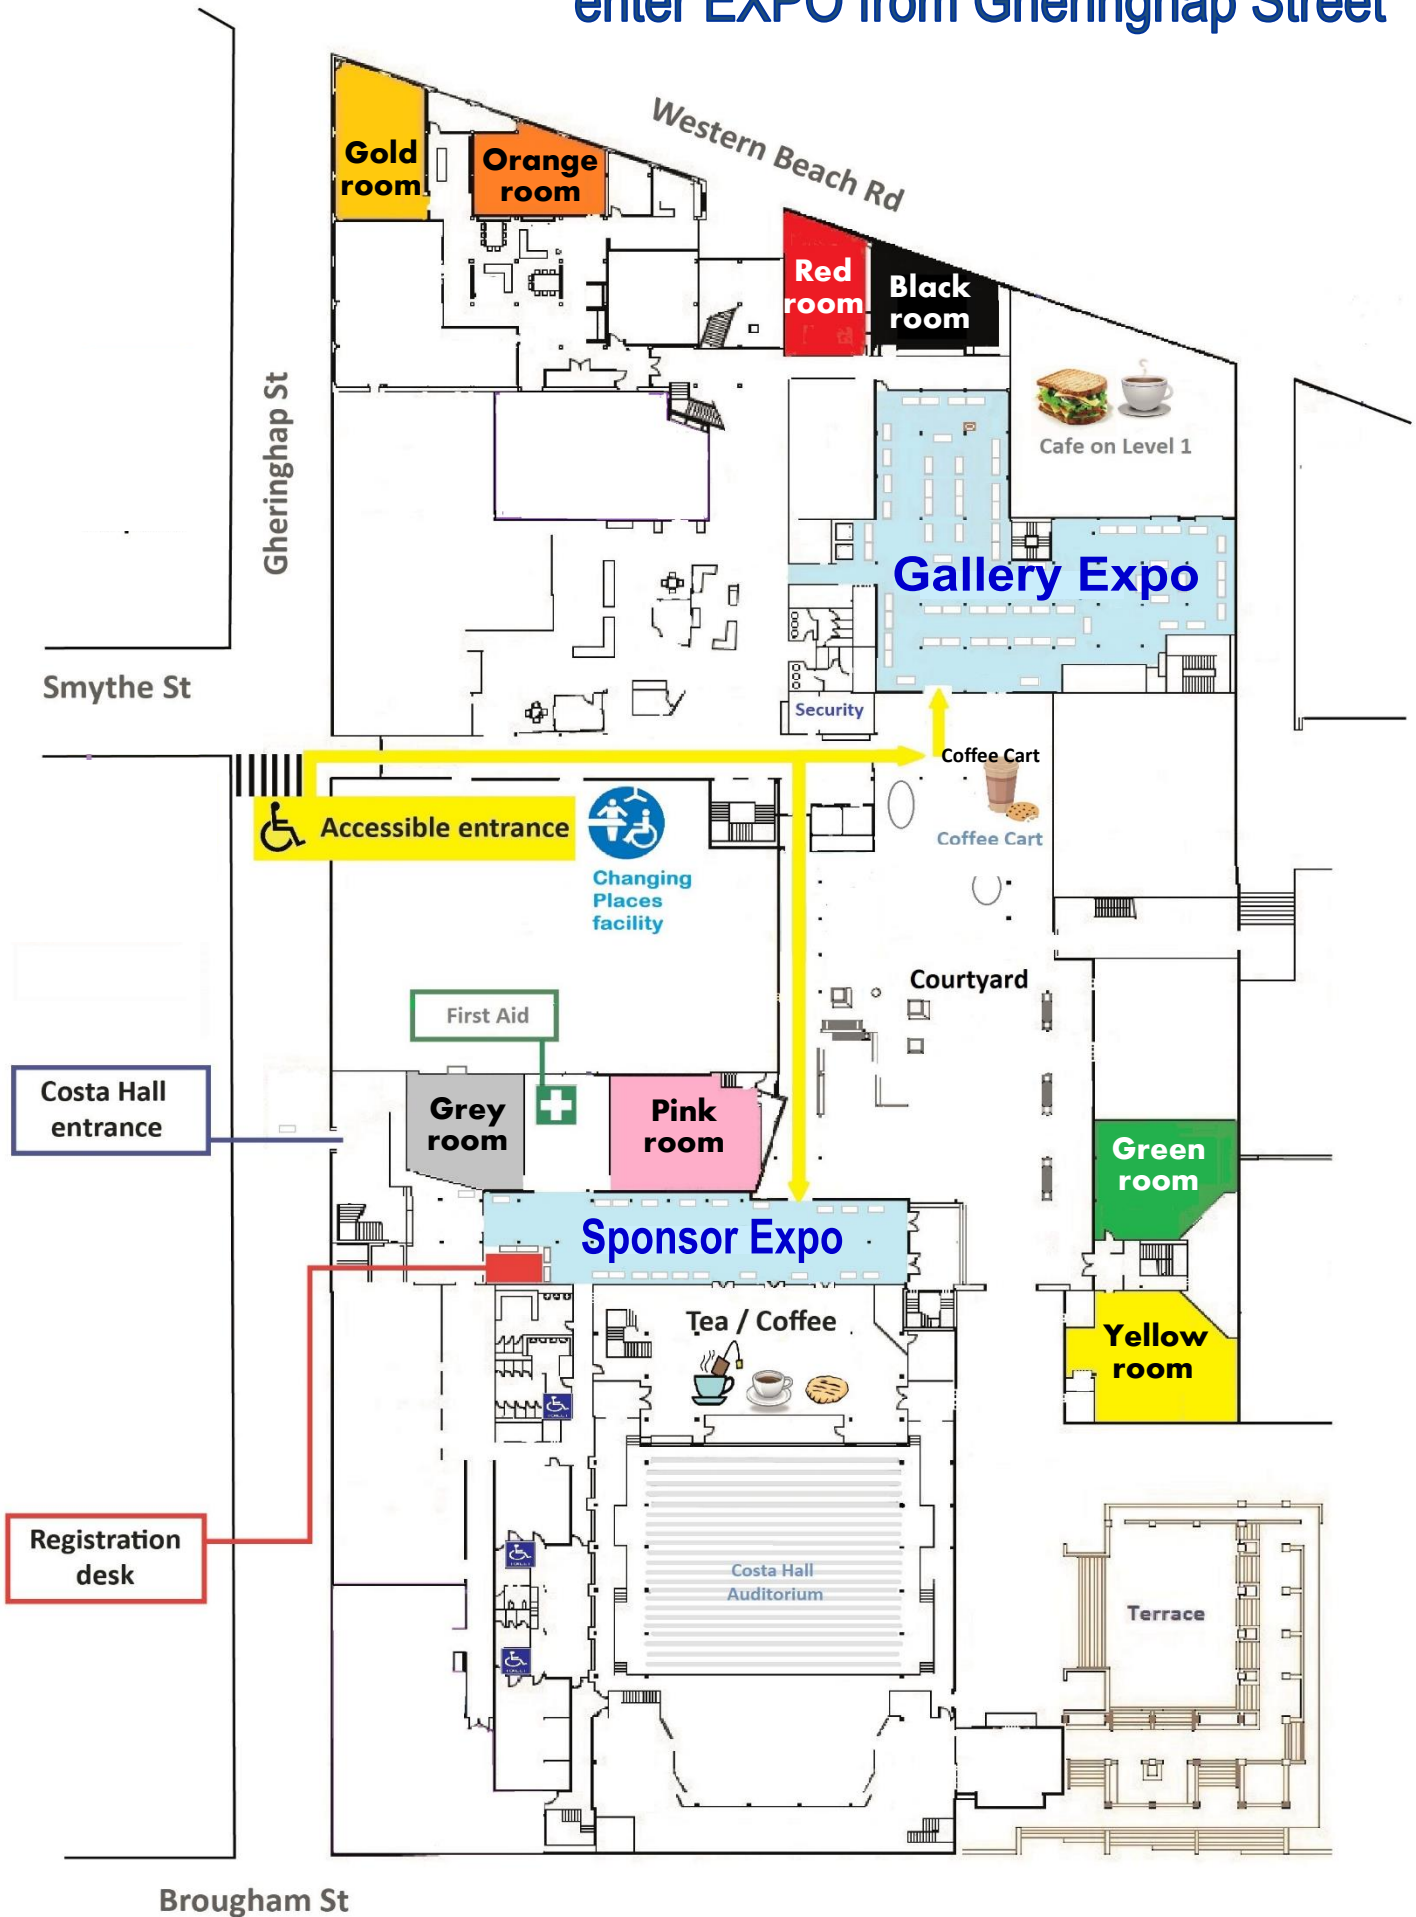 enter EXPO from Gheringhap Street
Western Beach Rd
Gold
room
Orange
room
Red
room
Black
room
Gheringhap St
Cafe on Level 1
Gallery Expo
Smythe St
Security
Coffee Cart
Accessible entrance
Coffee Cart
Changing
Places
facility
Courtyard
First Aid
Costa Hall
entrance
Grey
room
Pink
room
Green
room
Sponsor Expo
Tea / Coffee
Yellow
room
Registration
desk
Costa Hall
Auditorium
Terrace
Brougham St